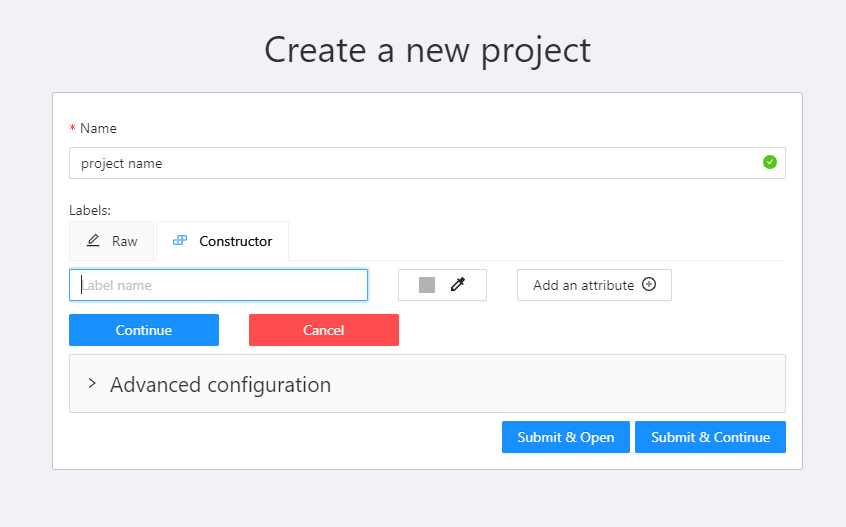 Create a new project
* Name
project name
Labels:
Raw Constructor
Label name Add an attribute
Continue Cancel
Advanced configuration
Submit & Open Submit & Continue